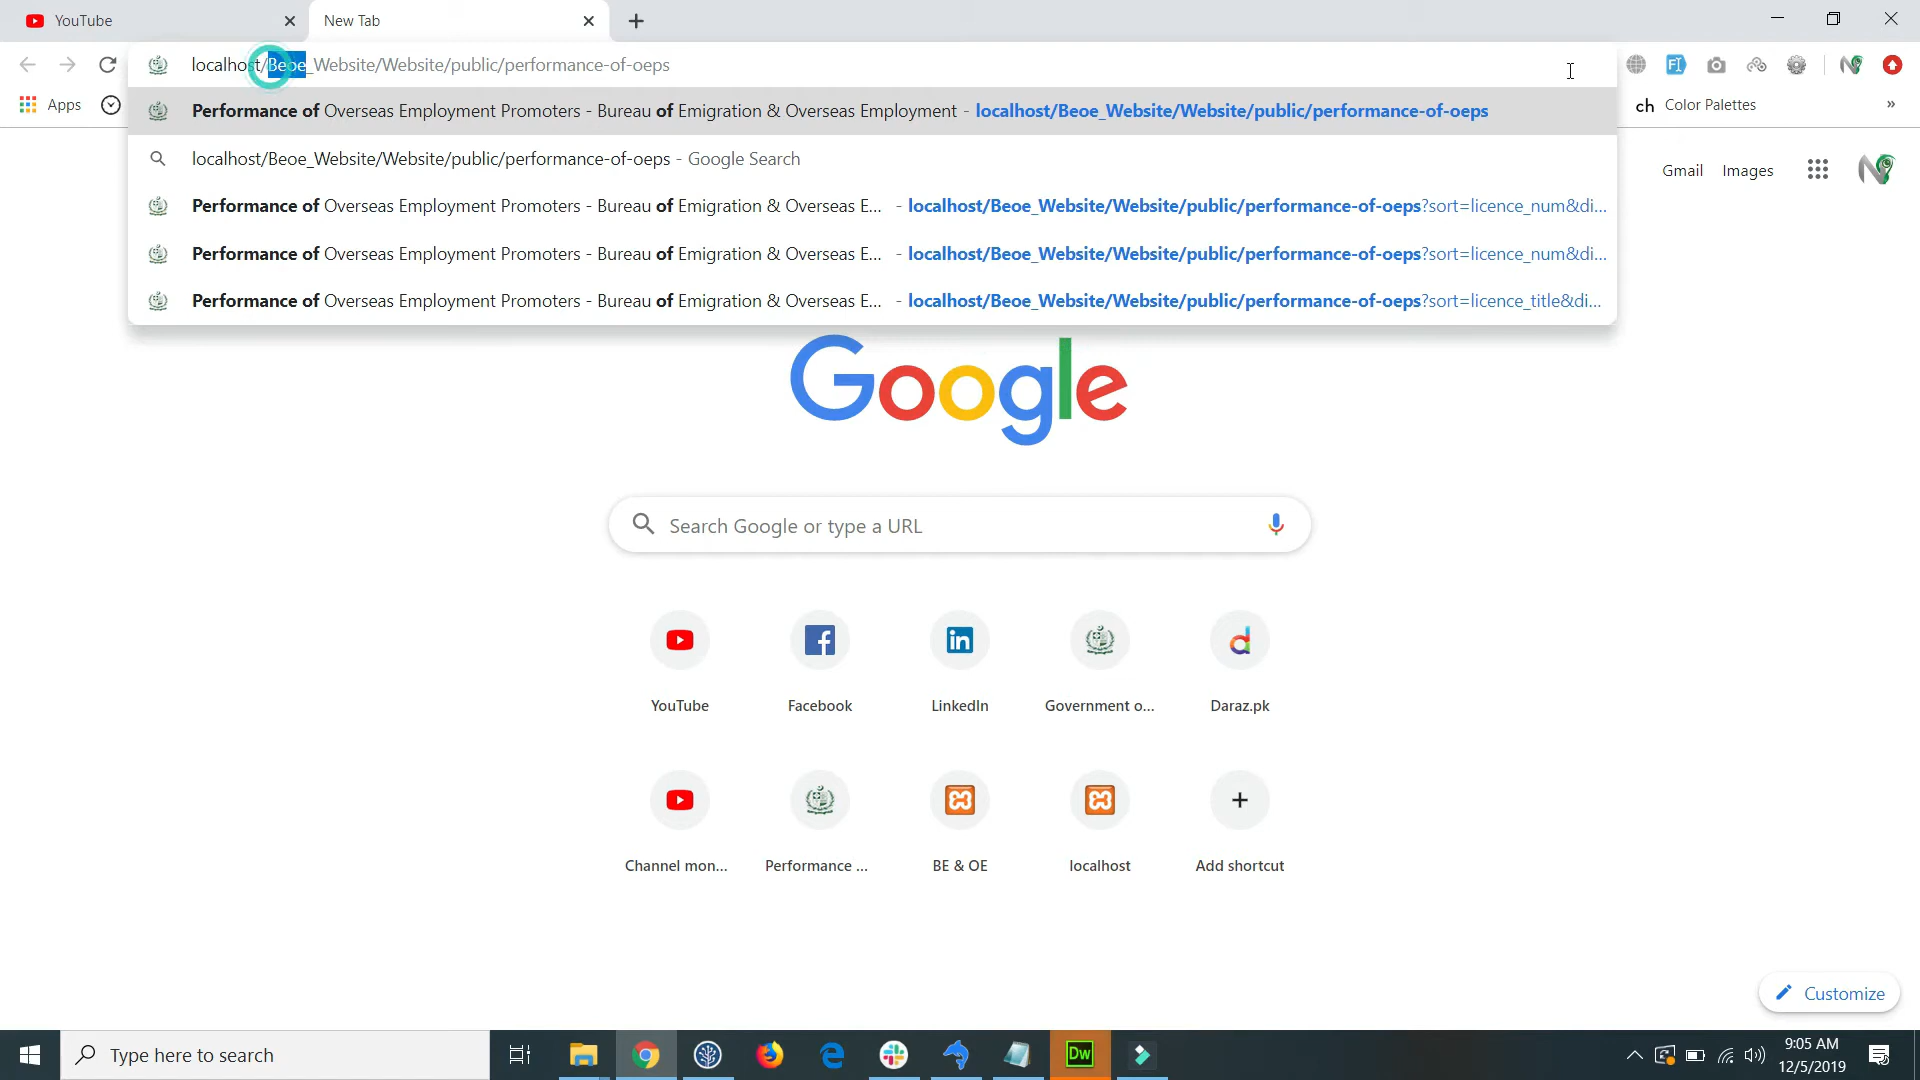 YouTube
New Tab
localhost/Beoe_Website/Website/public/performance-of-oeps
Apps
ch Color Palettes
»
Performance of Overseas Employment Promoters - Bureau of Emigration & Overseas Employment - localhost/Beoe_Website/Website/public/performance-of-oeps
localhost/Beoe_Website/Website/public/performance-of-oeps - Google Search
Performance of Overseas Employment Promoters - Bureau of Emigration & Overseas E... - localhost/Beoe_Website/Website/public/performance-of-oeps?sort=licence_num&di...
Performance of Overseas Employment Promoters - Bureau of Emigration & Overseas E... - localhost/Beoe_Website/Website/public/performance-of-oeps?sort=licence_num&di...
Performance of Overseas Employment Promoters - Bureau of Emigration & Overseas E... - localhost/Beoe_Website/Website/public/performance-of-oeps?sort=licence_title&di...
Gmail Images
Google
Search Google or type a URL
YouTube
Facebook
LinkedIn
Government o...
Daraz.pk
Channel mon...
Performance ...
BE & OE
localhost
Add shortcut
Customize
Type here to search
Dw
9:05 AM
12/5/2019